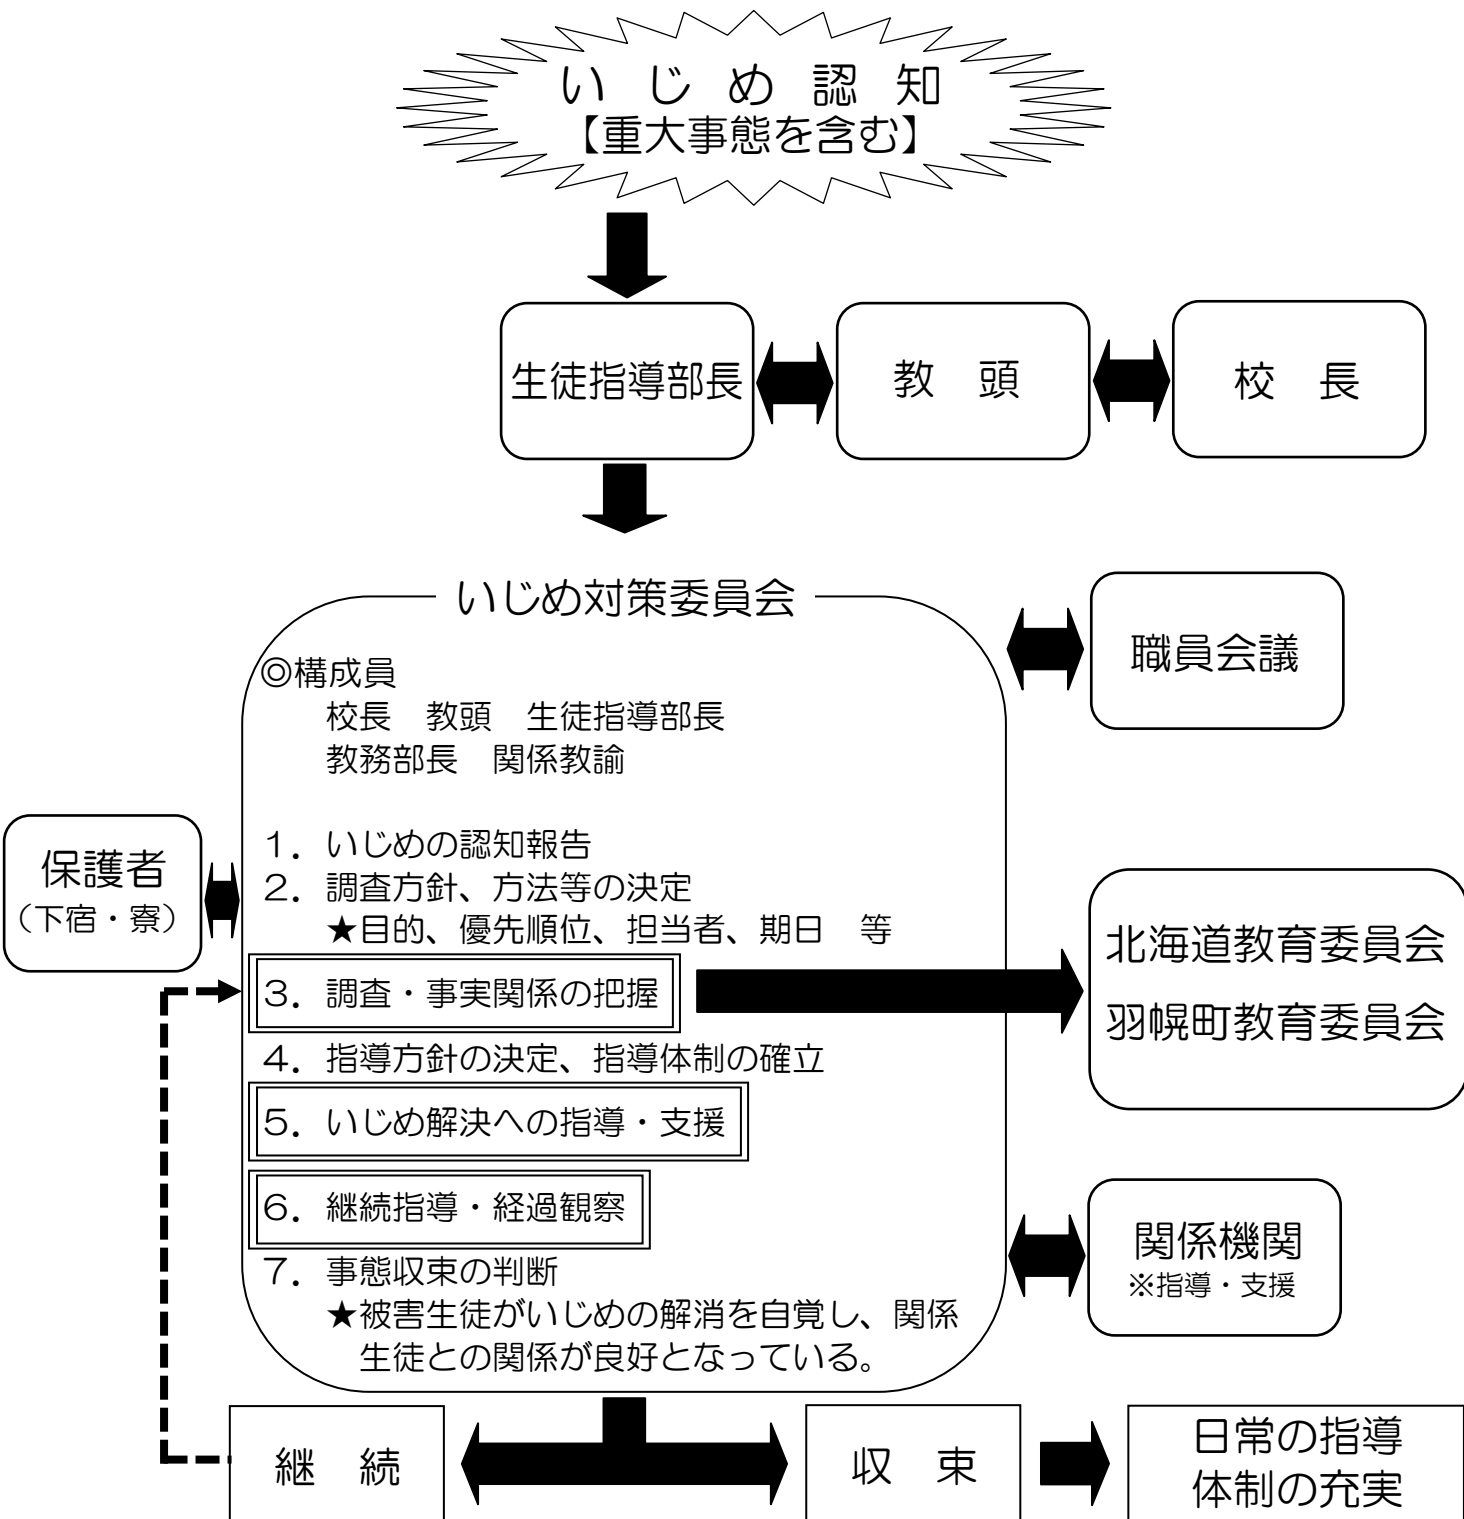 いじめ認知
【重大事態を含む】
生徒指導部長
教　頭
校　長
いじめ対策委員会
◎構成員
校長　教頭　生徒指導部長
教務部長　関係教諭
１．いじめの認知報告
２．調査方針、方法等の決定
★目的、優先順位、担当者、期日　等
３．調査・事実関係の把握
４．指導方針の決定、指導体制の確立
５．いじめ解決への指導・支援
６．継続指導・経過観察
７．事態収束の判断
★被害生徒がいじめの解消を自覚し、関係
生徒との関係が良好となっている。
職員会議
保護者
（下宿・寮）
北海道教育委員会
羽幌町教育委員会
関係機関
※指導・支援
継　続
収　束
日常の指導
体制の充実